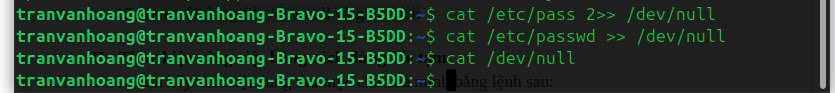 tranvanhoang@tranvanhoang-Bravo-15-B5DD:~$ cat /etc/pass 2>> /dev/null
tranvanhoang@tranvanhoang-Bravo-15-B5DD:~$ cat /etc/passwd >> /dev/null
tranvanhoang@tranvanhoang-Bravo-15-B5DD:~$ cat /dev/null
tranvanhoang@tranvanhoang-Bravo-15-B5DD:~$ bằng lệnh sau: